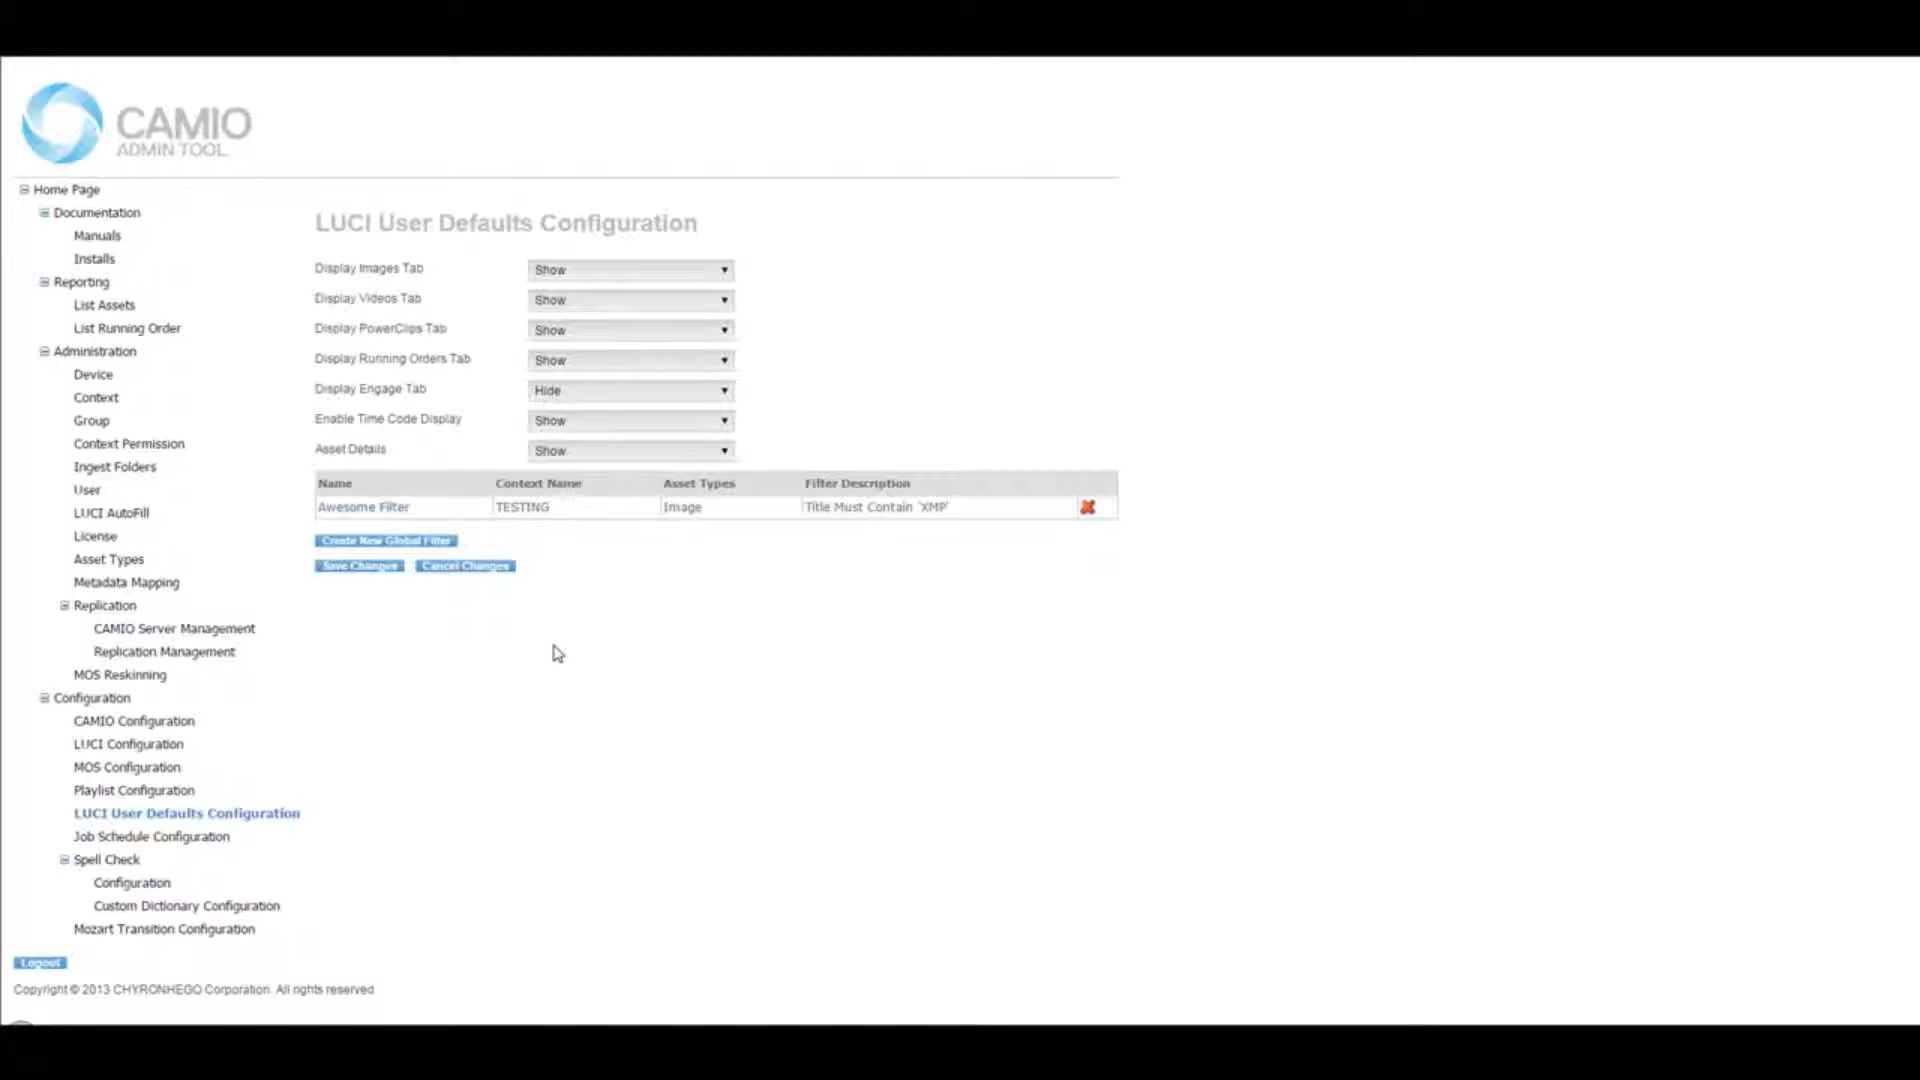 CAMIO
ADMIN TOOL
Home Page
Documentation
Manuals
Installs
Reporting
List Assets
List Running Order
Administration
Device
Context
Group
Context Permission
Ingest Folders
User
LUCI AutoFill
License
Asset Types
Metadata Mapping
Replication
CAMIO Server Management
Replication Management
MOS Reskinning
Configuration
CAMIO Configuration
LUCI Configuration
MOS Configuration
Playlist Configuration
LUCI User Defaults Configuration
Job Schedule Configuration
Spell Check
Configuration
Custom Dictionary Configuration
Mozart Transition Configuration
Logout
LUCI User Defaults Configuration
Display Images Tab Show
Display Videos Tab Show
Display PowerClips Tab Show
Display Running Orders Tab Show
Display Engage Tab Hide
Enable Time Code Display Show
Asset Details Show
Name Context Name Asset Types Filter Description
Awesome Filter TESTING Image Title Must Contain 'XMP'
Create New Global Filter
Save Changes Cancel Changes
Copyright © 2013 CHYRONHEGO Corporation. All rights reserved